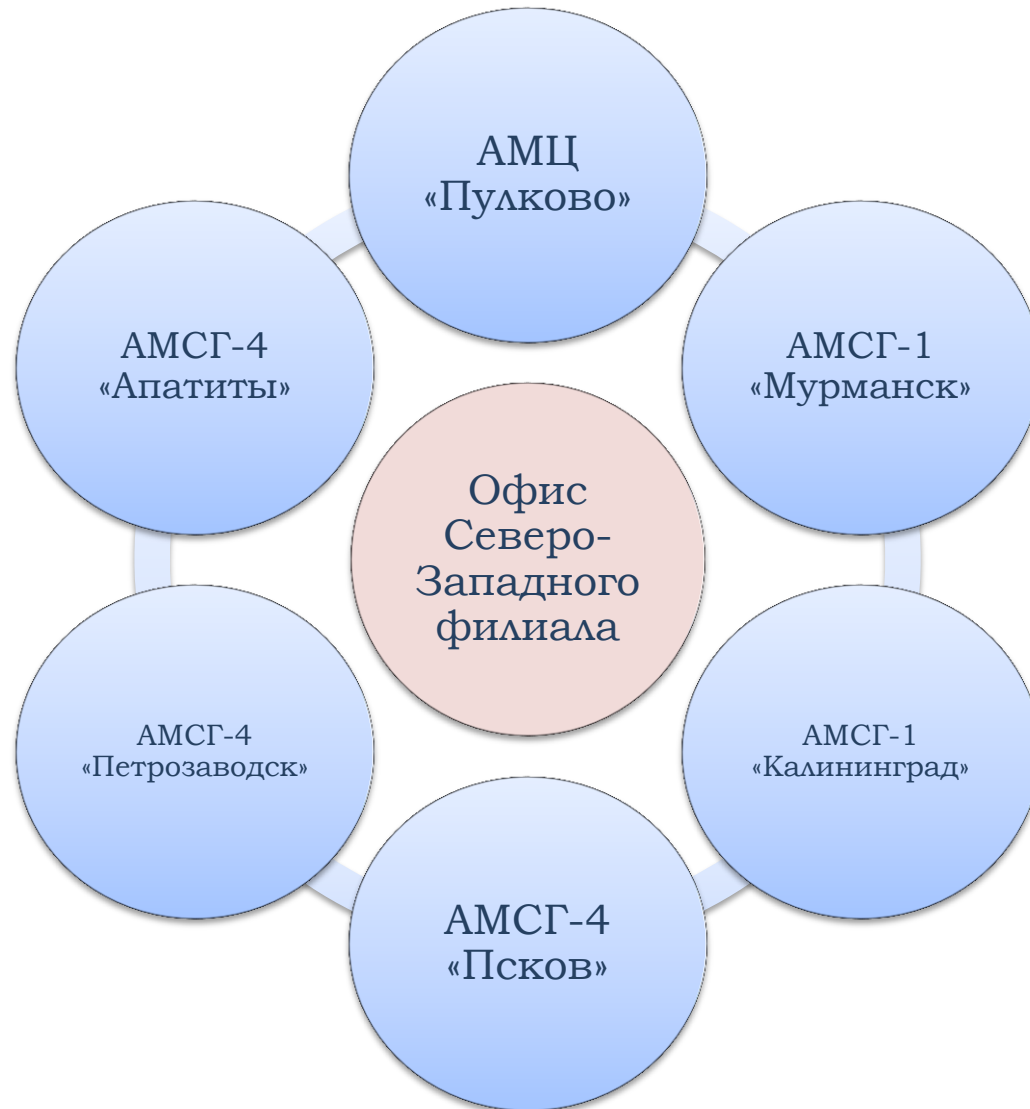 АМЦ
«Пулково»
АМСГ-4
«Апатиты»
АМСГ-1
«Мурманск»
Офис
Северо-
Западного
филиала
АМСГ-4
«Петрозаводск»
АМСГ-1
«Калининград»
АМСГ-4
«Псков»